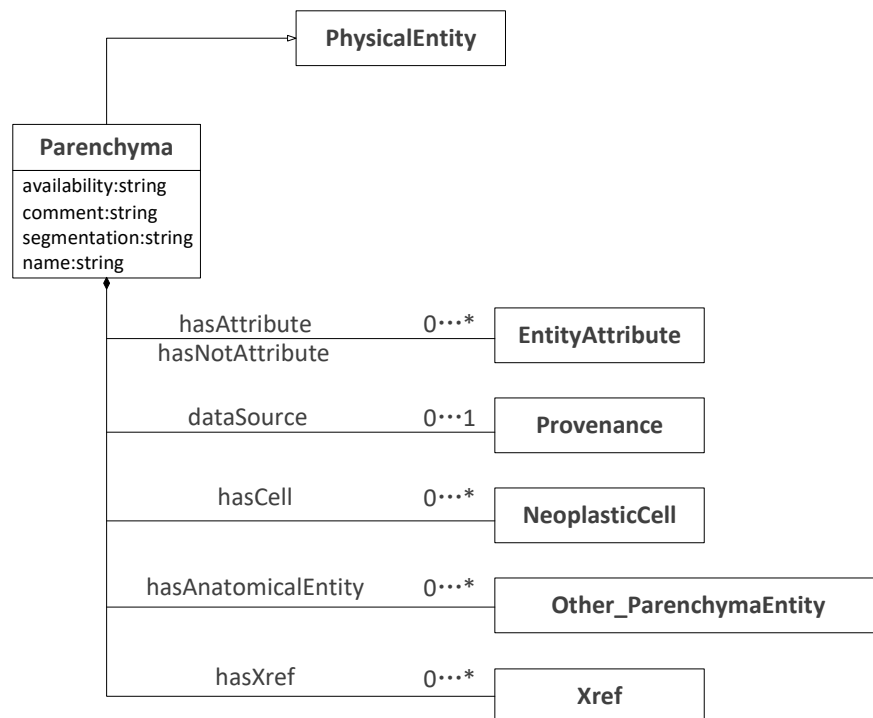 PhysicalEntity
Parenchyma
availability:string
comment:string
segmentation:string
name:string
hasAttribute 0···* EntityAttribute
hasNotAttribute
dataSource 0···1 Provenance
hasCell 0···* NeoplasticCell
hasAnatomicalEntity 0···* Other_ParenchymaEntity
hasXref 0···* Xref